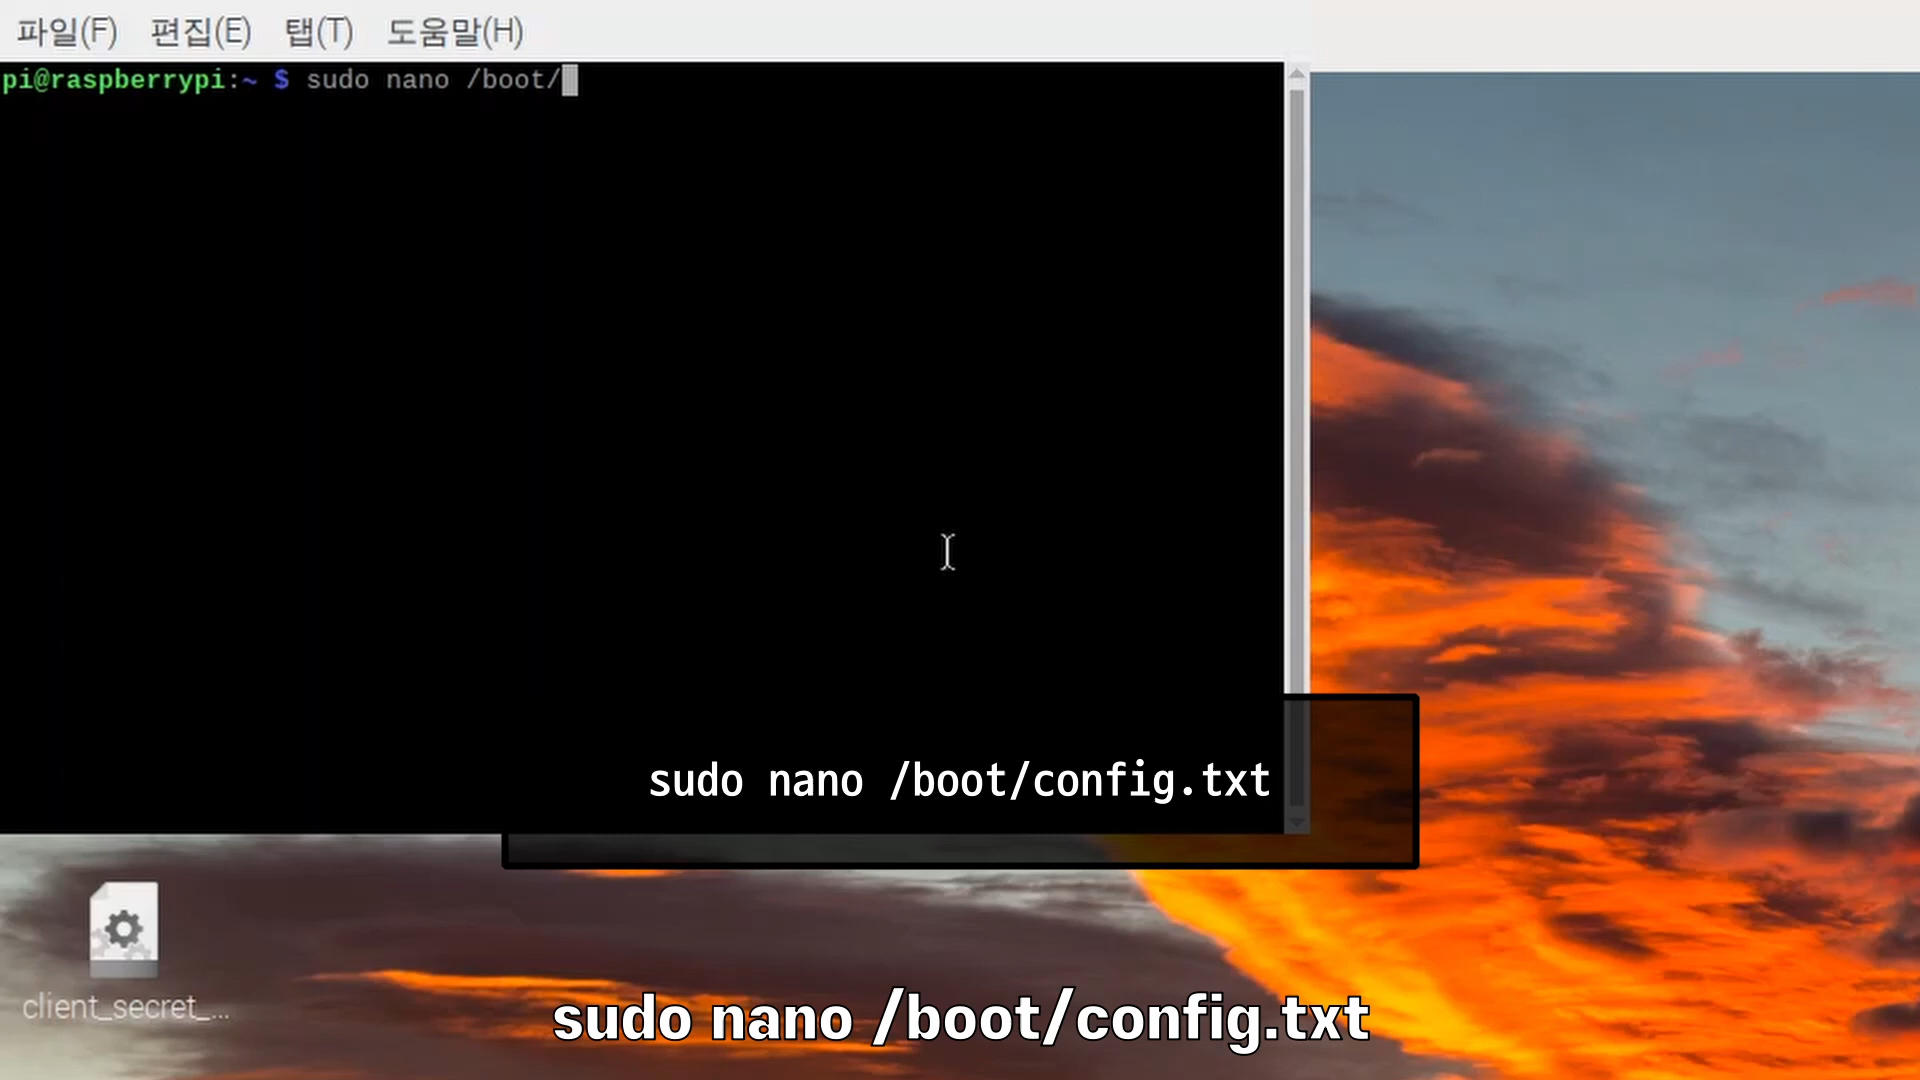 파일(F) 편집(E) 탭(T) 도움말(H)
pi@raspberrypi:~ $ sudo nano /boot/
sudo nano /boot/config.txt
client_secret_...
sudo nano /boot/config.txt